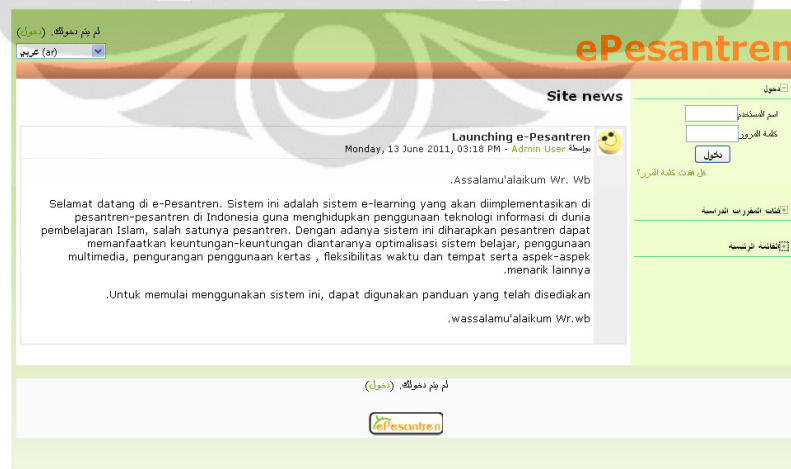 لم يتم دخولك. (دخول)
عربي (ar)
ePesantren
Site news
Launching e-Pesantren
بواسطة Admin User - Monday, 13 June 2011, 03:18 PM
Assalamu'alaikum Wr. Wb.
Selamat datang di e-Pesantren. Sistem ini adalah sistem e-learning yang akan diimplementasikan di
pesantren-pesantren di Indonesia guna menghidupkan penggunaan teknologi informasi di dunia
pembelajaran Islam, salah satunya pesantren. Dengan adanya sistem ini diharapkan pesantren dapat
memanfaatkan keuntungan-keuntungan diantaranya optimalisasi sistem belajar, penggunaan
multimedia, pengurangan penggunaan kertas , fleksibilitas waktu dan tempat serta aspek-aspek
menarik lainnya.
Untuk memulai menggunakan sistem ini, dapat digunakan panduan yang telah disediakan.
wassalamu'alaikum Wr.wb.
دخول
اسم المستخدم
كلمة المرور
دخول
هل فقدت كلمة المرور؟
فئات المقررات الدراسية
القائمة الرئيسية
لم يتم دخولك. (دخول)
ePesantren